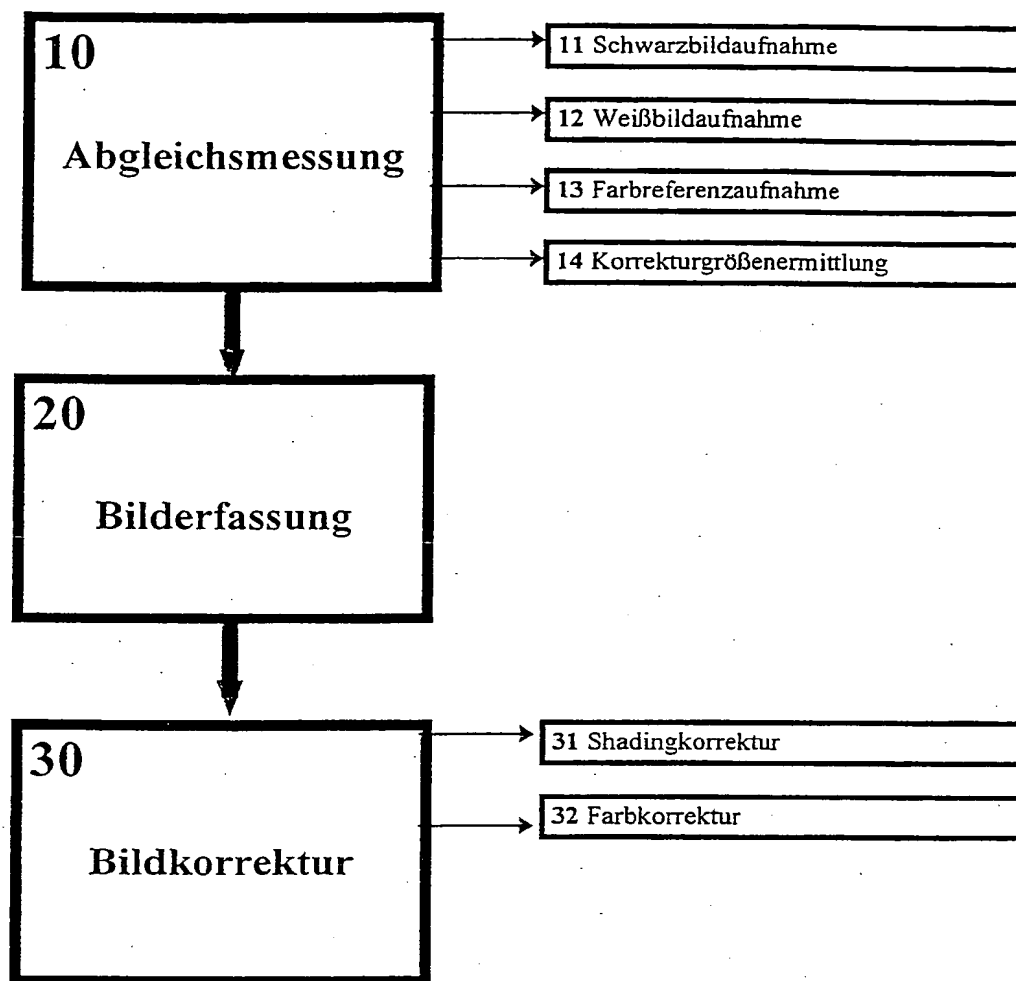 10
Abgleichsmessung
11 Schwarzbildaufnahme
12 Weißbildaufnahme
13 Farbreferenzaufnahme
14 Korrekturgrößenermittlung
20
Bilderfassung
30
Bildkorrektur
31 Shadingkorrektur
32 Farbkorrektur